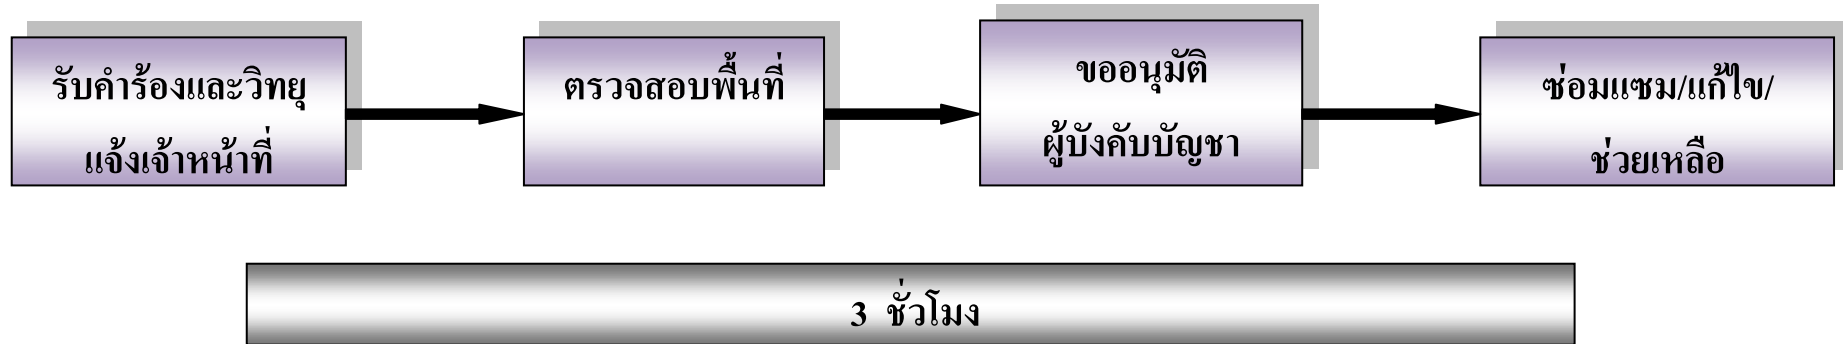 รับคำร้องและวิทยุ
แจ้งเจ้าหน้าที่
ตรวจสอบพื้นที่
ขออนุมัติ
ผู้บังคับบัญชา
ซ่อมแซม/แก้ไข/
ช่วยเหลือ
3 ชั่วโมง